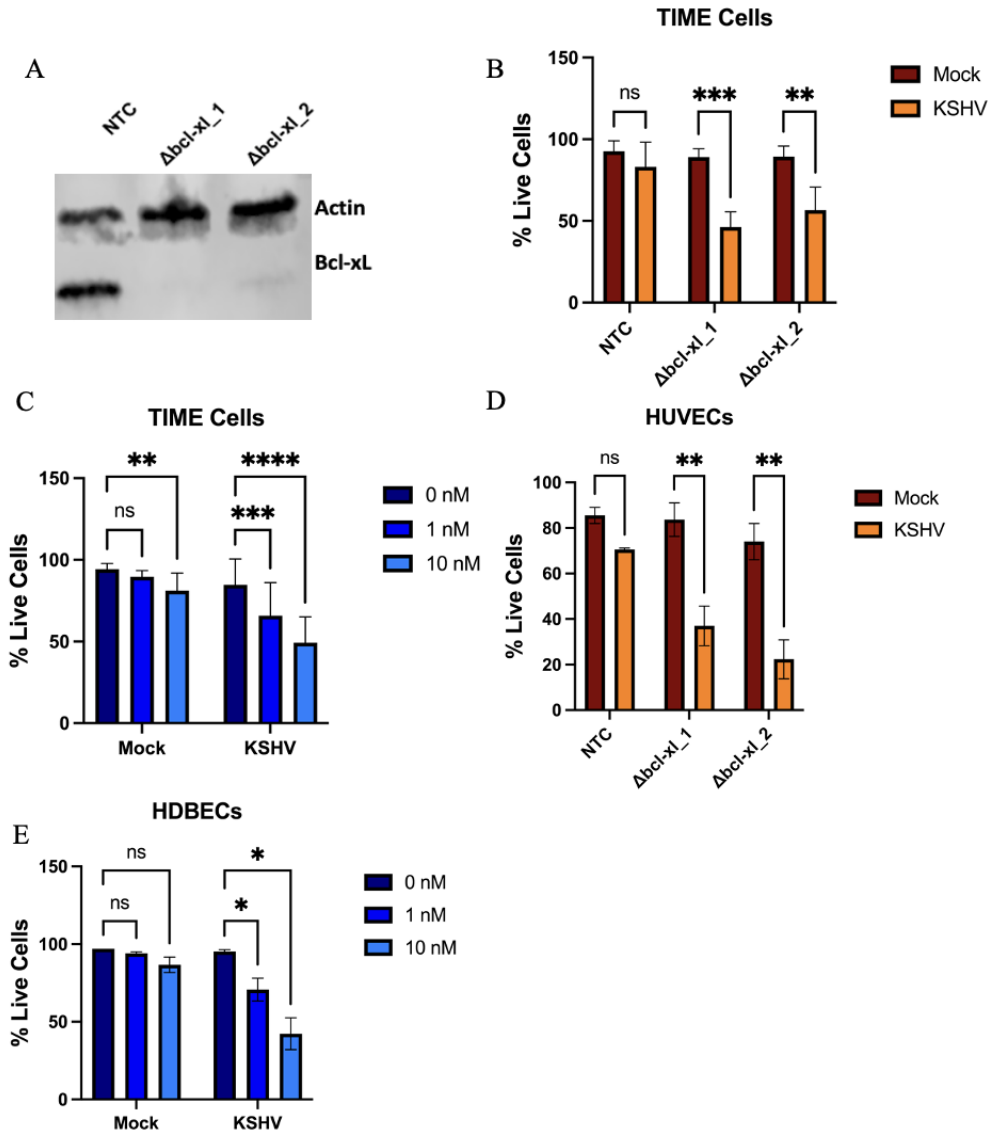 A
NTC
Δbcl-xl_1
Δbcl-xl_2
Actin
Bcl-xL
B
TIME Cells
% Live Cells
150
100
50
0
ns
***
**
NTC
Δbcl-xl_1
Δbcl-xl_2
Mock
KSHV
C
TIME Cells
% Live Cells
150
100
50
0
**
ns
****
***
Mock
KSHV
0 nM
1 nM
10 nM
D
HUVECs
% Live Cells
100
80
60
40
20
0
ns
**
**
NTC
Δbcl-xl_1
Δbcl-xl_2
Mock
KSHV
E
HDBECs
% Live Cells
150
100
50
0
ns
ns
*
*
Mock
KSHV
0 nM
1 nM
10 nM